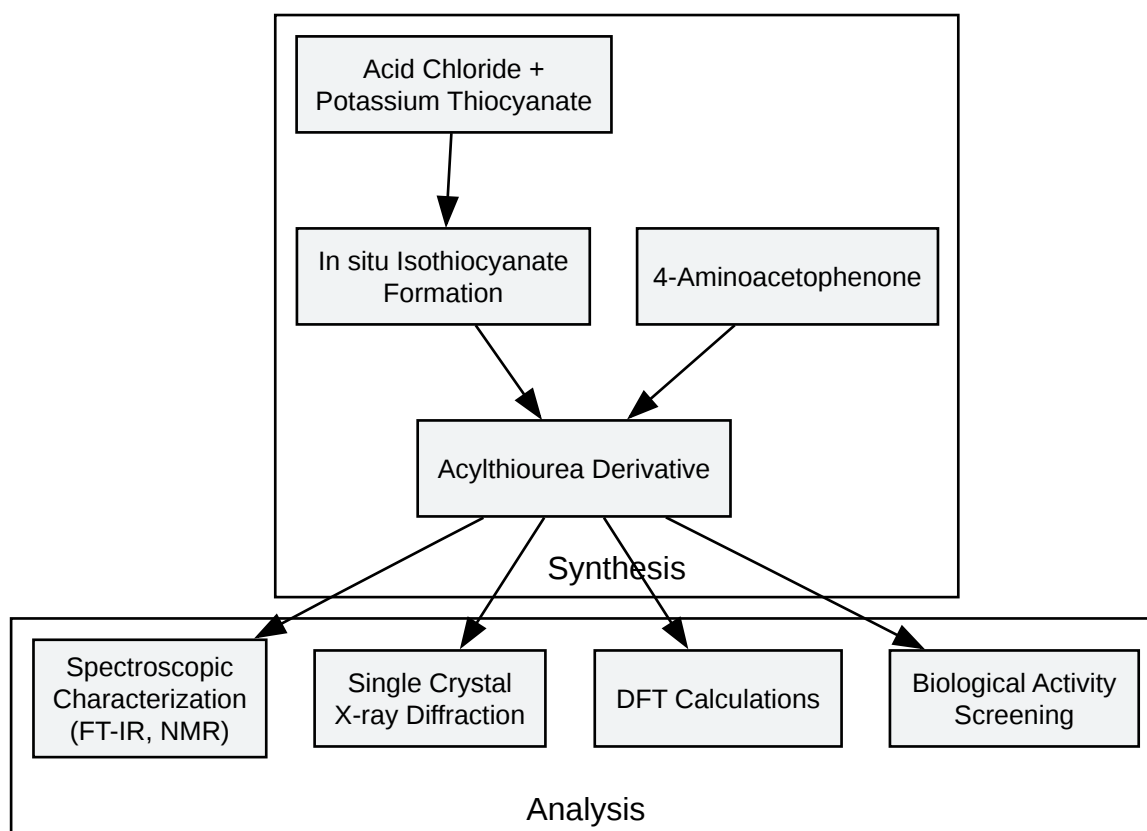 Acid Chloride +
Potassium Thiocyanate
In situ Isothiocyanate
Formation
4-Aminoacetophenone
Acylthiourea Derivative
Synthesis
Spectroscopic
Characterization
(FT-IR, NMR)
Single Crystal
X-ray Diffraction
DFT Calculations
Biological Activity
Screening
Analysis